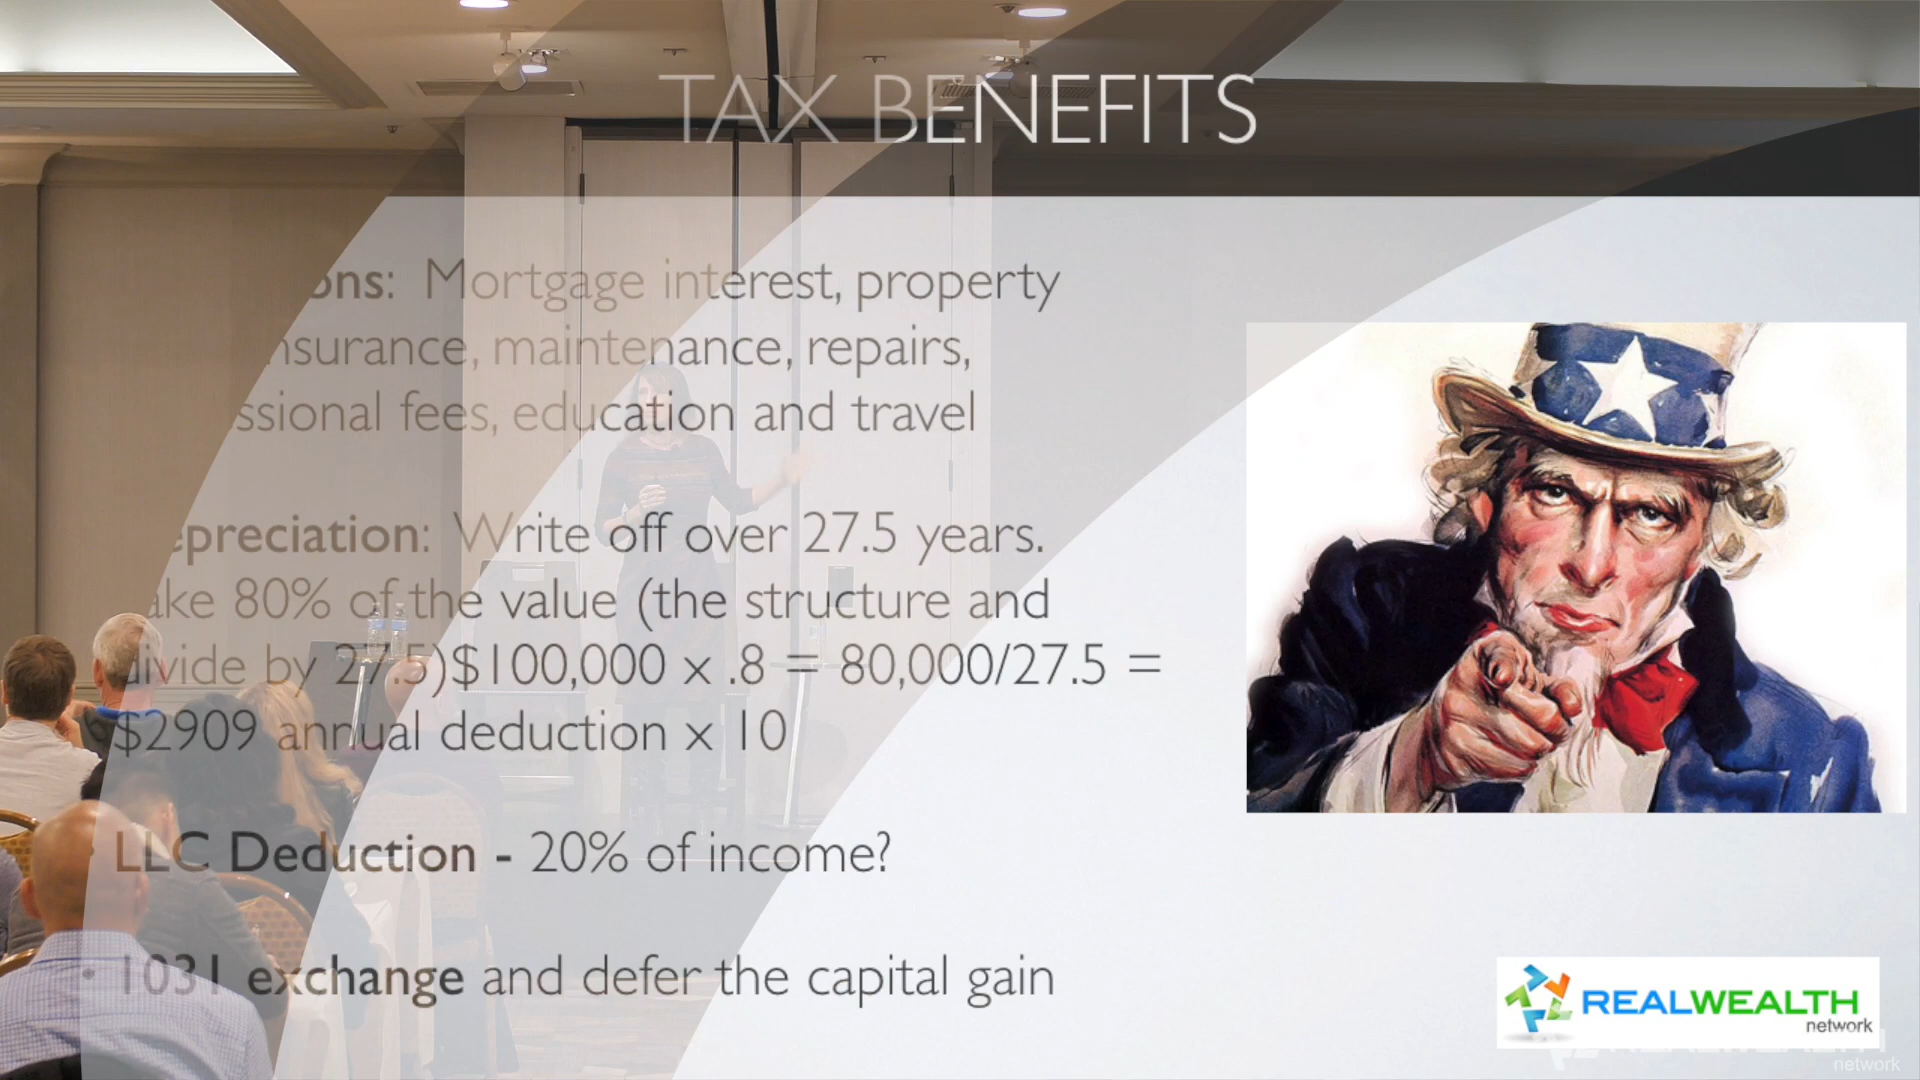 TAX BENEFITS
ons: Mortgage interest, property
nsurance, maintenance, repairs,
ssional fees, education and travel
epreciation: Write off over 27.5 years.
ake 80% of the value (the structure and
divide by 27.5)$100,000 x .8 = 80,000/27.5 =
$2909 annual deduction x 10
• LLC Deduction - 20% of income?
• 1031 exchange and defer the capital gain
REALWEALTH
network
network